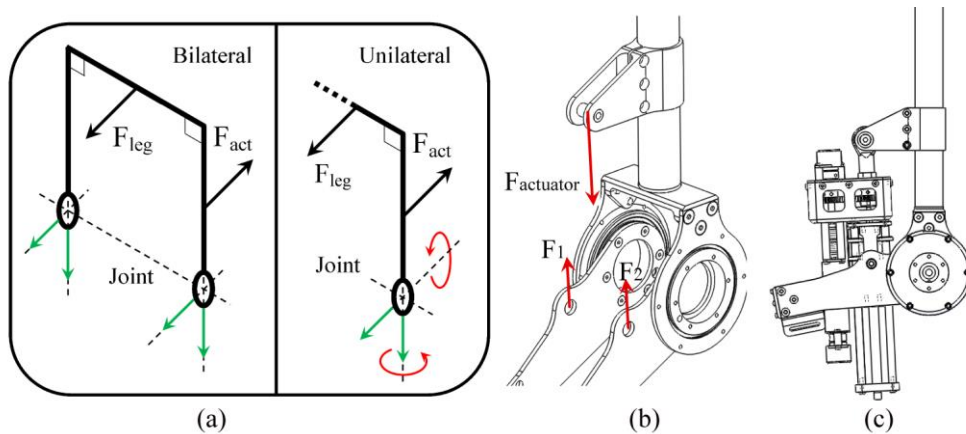 Bilateral
Unilateral
F_leg
F_act
F_leg
F_act
Joint
Joint
(a)
F_actuator
F_1
F_2
(b)
(c)